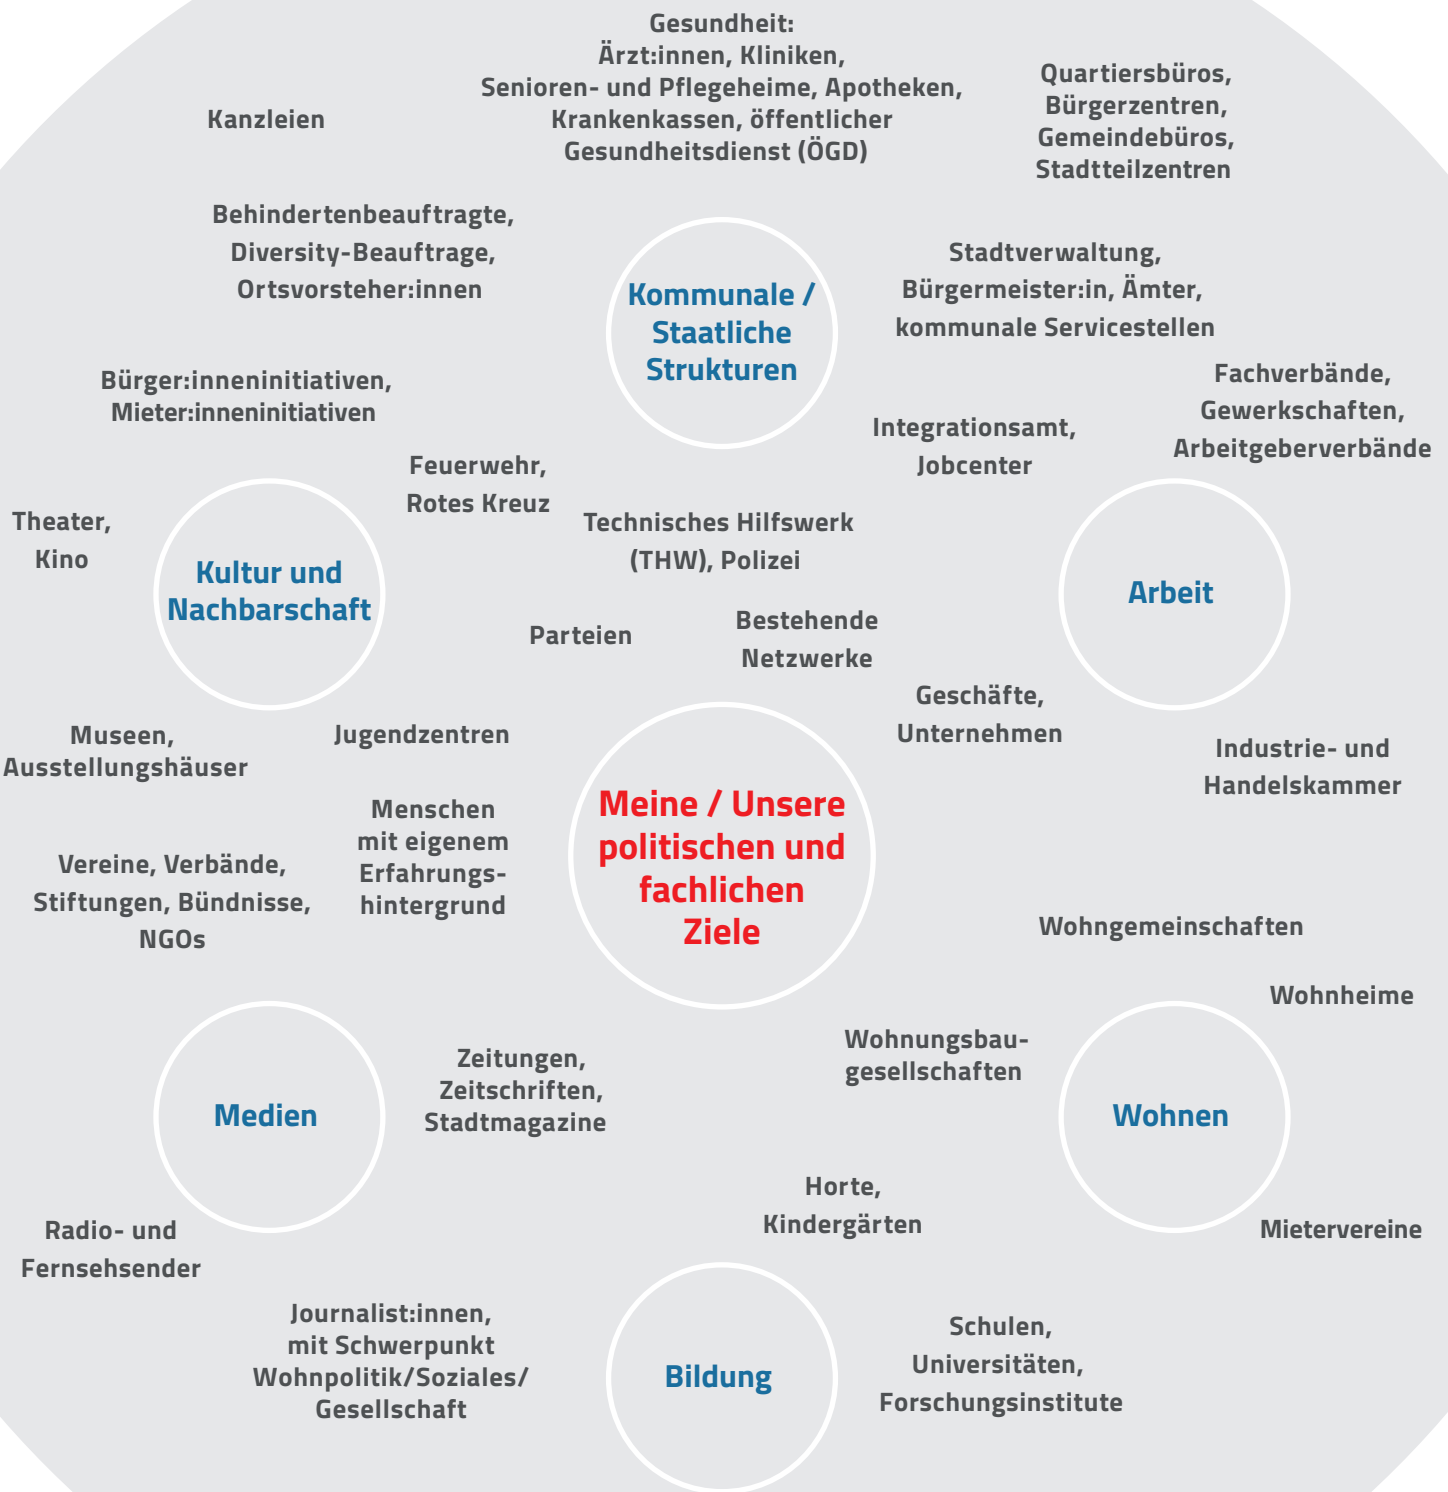 Gesundheit:
Ärzt:innen, Kliniken,
Senioren- und Pflegeheime, Apotheken,
Krankenkassen, öffentlicher
Gesundheitsdienst (ÖGD)
Quartiersbüros,
Bürgerzentren,
Gemeindebüros,
Stadtteilzentren
Kanzleien
Behindertenbeauftragte,
Diversity-Beauftrage,
Ortsvorsteher:innen
Kommunale /
Staatliche
Strukturen
Stadtverwaltung,
Bürgermeister:in, Ämter,
kommunale Servicestellen
Bürger:inneninitiativen,
Mieter:inneninitiativen
Fachverbände,
Gewerkschaften,
Arbeitgeberverbände
Integrationsamt,
Jobcenter
Feuerwehr,
Rotes Kreuz
Theater,
Kino
Kultur und
Nachbarschaft
Technisches Hilfswerk
(THW), Polizei
Arbeit
Parteien
Bestehende
Netzwerke
Geschäfte,
Unternehmen
Museen,
Ausstellungshäuser
Jugendzentren
Industrie- und
Handelskammer
Menschen
mit eigenem
Erfahrungs-
hintergrund
Meine / Unsere
politischen und
fachlichen
Ziele
Vereine, Verbände,
Stiftungen, Bündnisse,
NGOs
Wohngemeinschaften
Wohnheime
Wohnungsbau-
gesellschaften
Zeitungen,
Zeitschriften,
Stadtmagazine
Medien
Wohnen
Horte,
Kindergärten
Radio- und
Fernsehsender
Mietervereine
Journalist:innen,
mit Schwerpunkt
Wohnpolitik/Soziales/
Gesellschaft
Bildung
Schulen,
Universitäten,
Forschungsinstitute